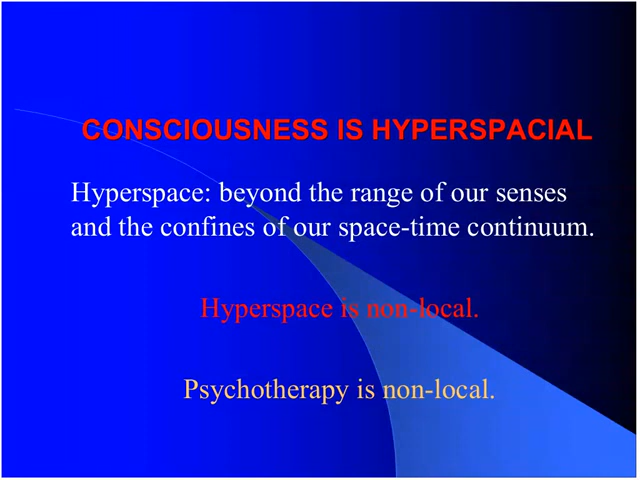 CONSCIOUSNESS IS HYPERSPACIAL
Hyperspace: beyond the range of our senses
and the confines of our space-time continuum.
Hyperspace is non-local.
Psychotherapy is non-local.